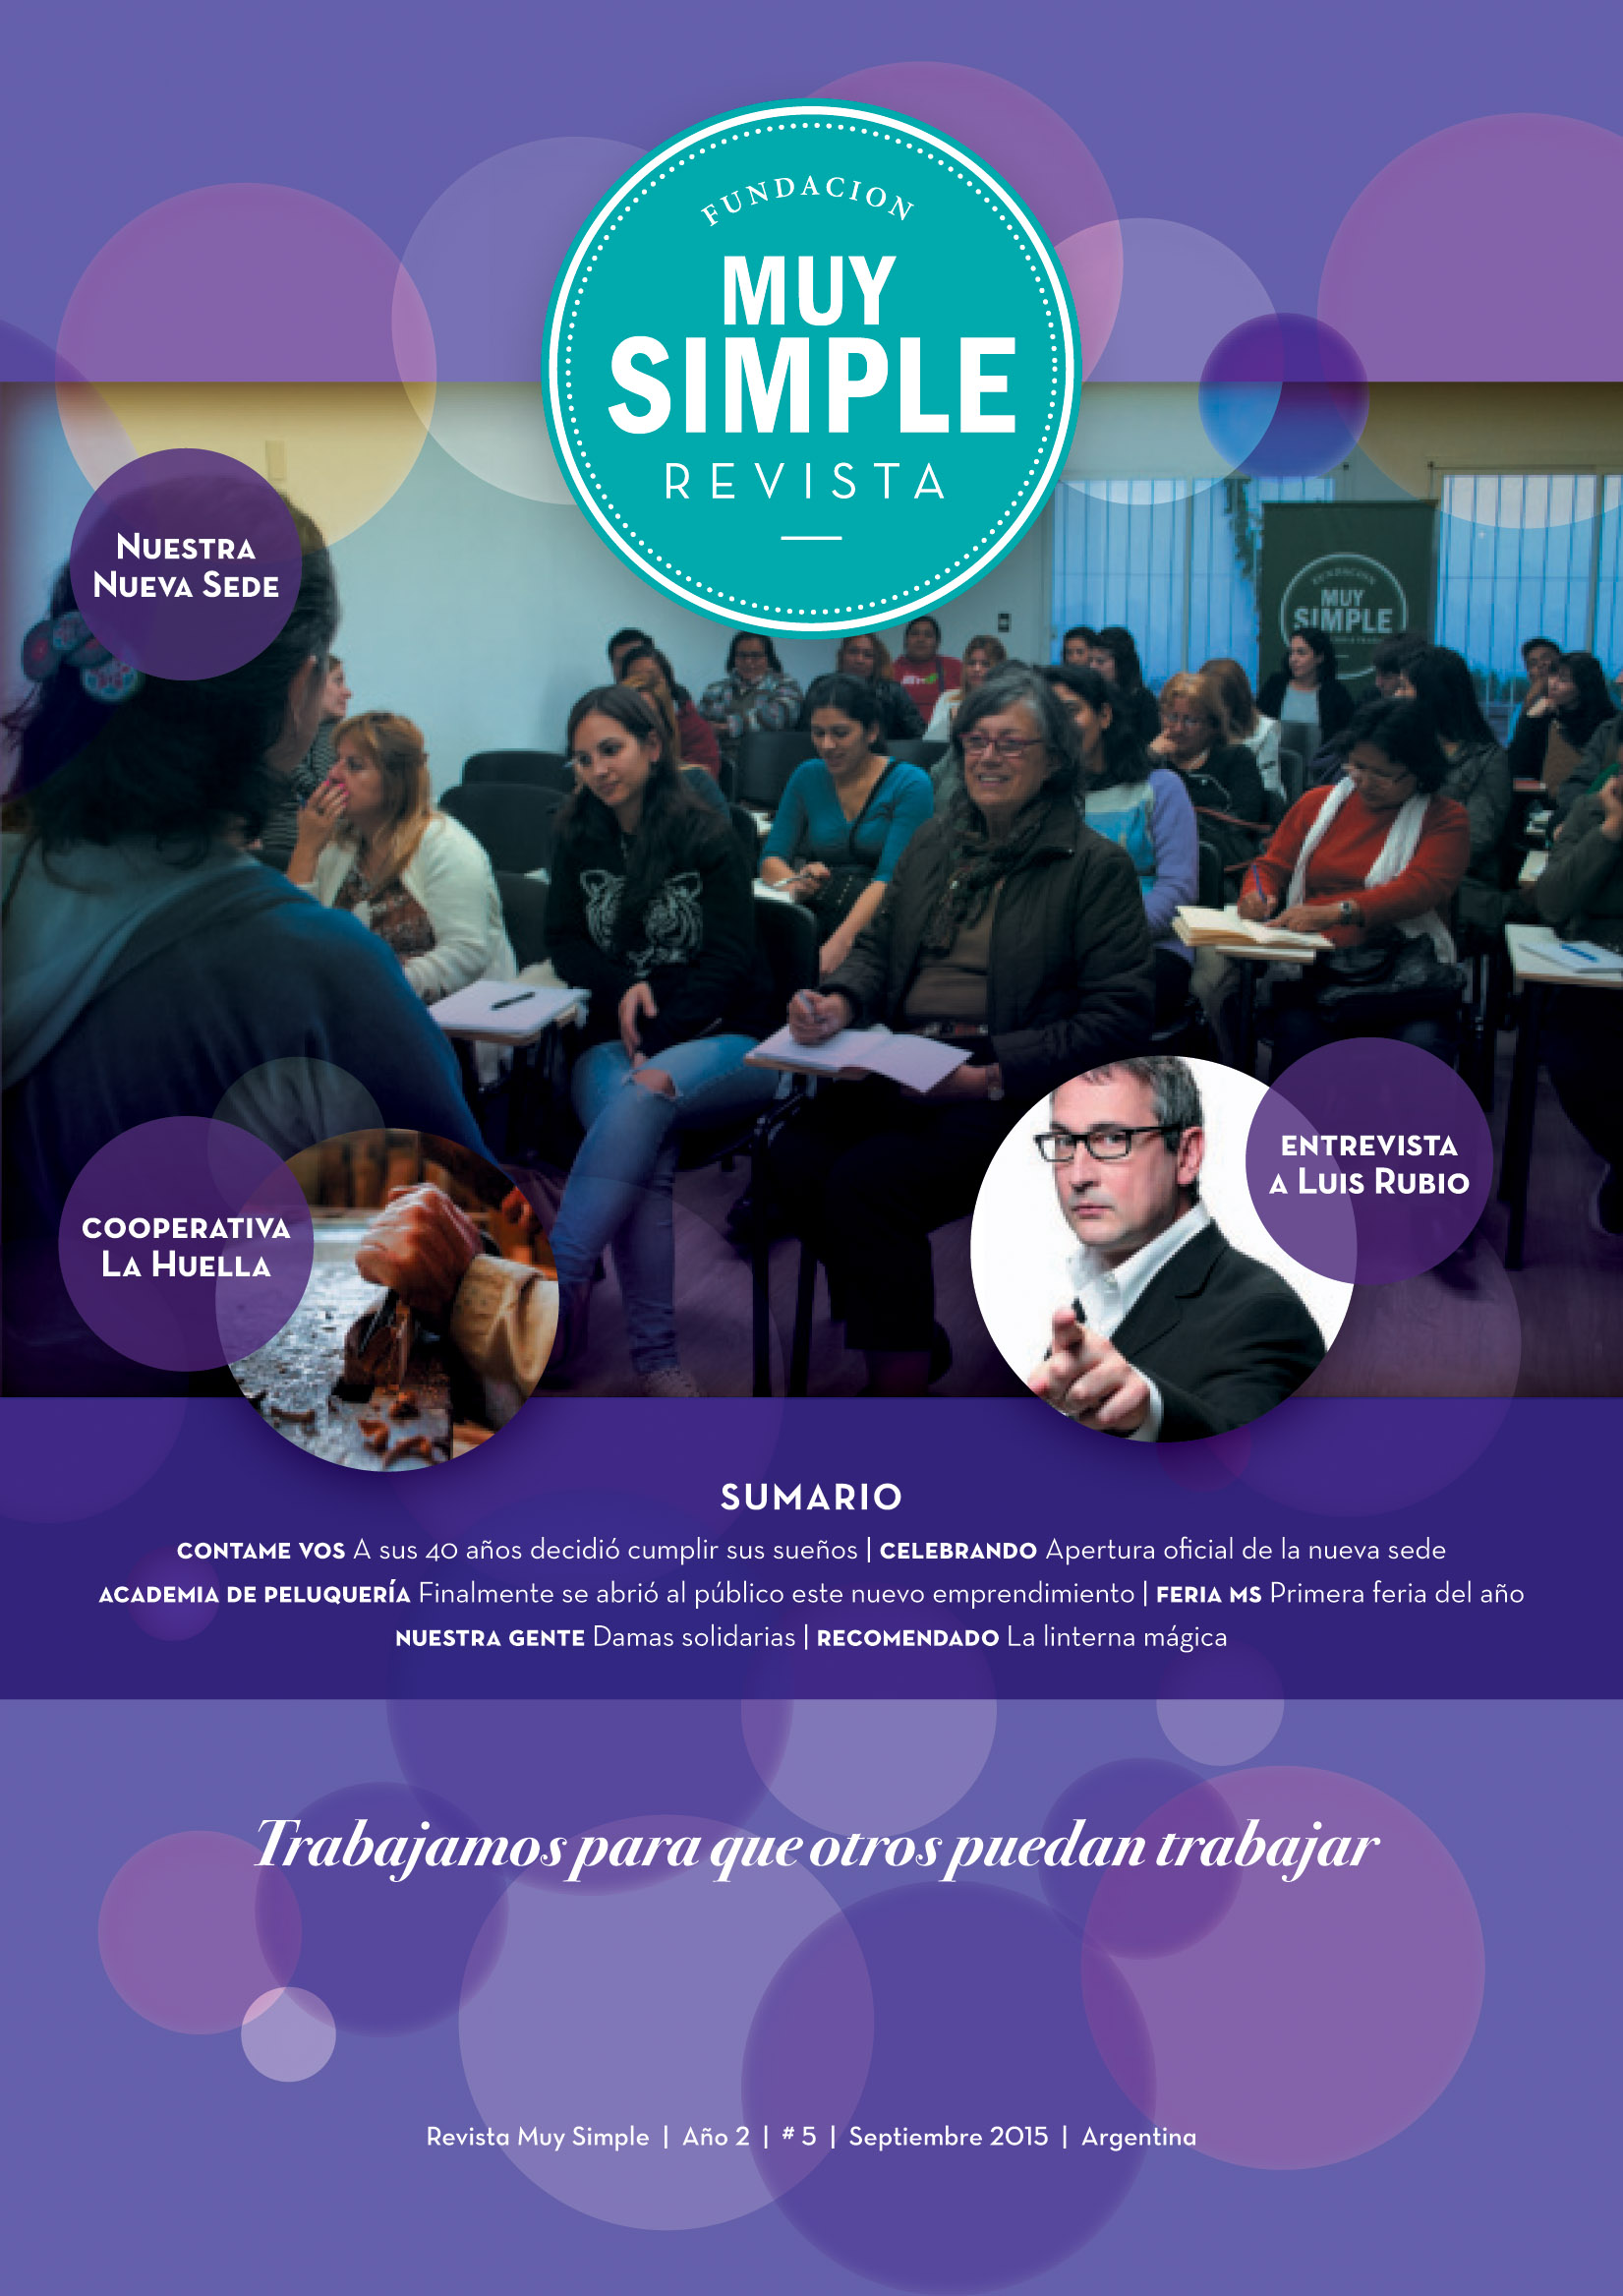 FUNDACION
MUY
SIMPLE
REVISTA
NUESTRA
NUEVA SEDE
FUNDACION
MUY
SIMPLE
COOPERATIVA
LA HUELLA
ENTREVISTA
A LUIS RUBIO
SUMARIO
CONTAME VOS A sus 40 años decidió cumplir sus sueños | CELEBRANDO Apertura oficial de la nueva sede
ACADEMIA DE PELUQUERÍA Finalmente se abrió al público este nuevo emprendimiento | FERIA MS Primera feria del año
NUESTRA GENTE Damas solidarias | RECOMENDADO La linterna mágica
Trabajamos para que otros puedan trabajar
Revista Muy Simple | Año 2 | # 5 | Septiembre 2015 | Argentina